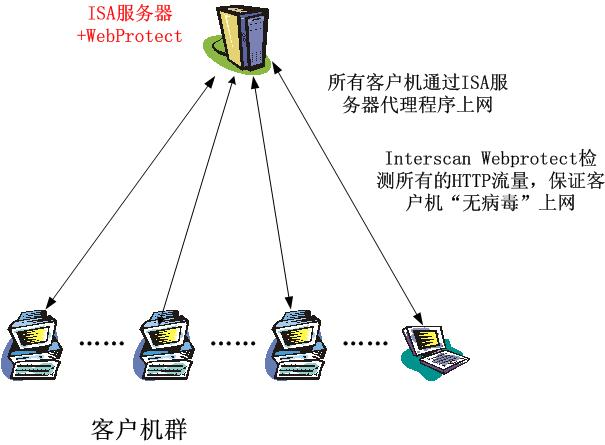 ISA服务器
+WebProtect
所有客户机通过ISA服
务器代理程序上网
Interscan Webprotect检
测所有的HTTP流量，保证客
户机“无病毒”上网
…… …… ……
客户机群